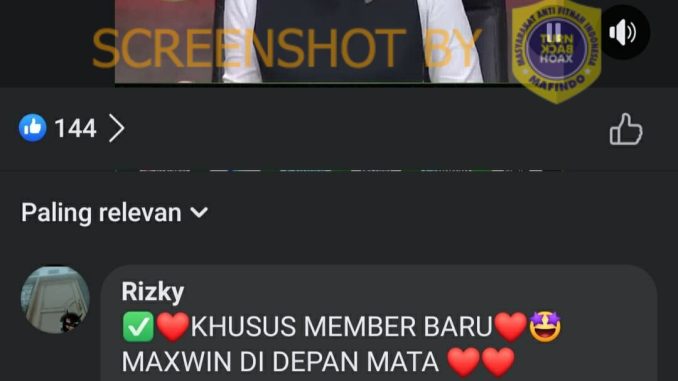 SCREENSHOT BY
MASYARAKAT ANTI FITNAH INDONESIA
TURN
BACK
HOAX
MAFINDO
144
Paling relevan
Rizky
✅❤️KHUSUS MEMBER BARU❤️🤩
MAXWIN DI DEPAN MATA ❤️❤️